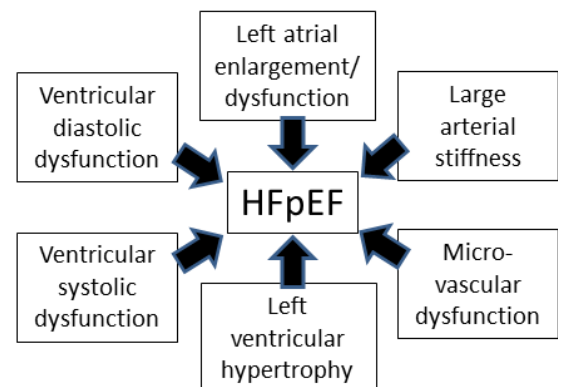 Left atrial
enlargement/
dysfunction
Ventricular
diastolic
dysfunction
Large
arterial
stiffness
HFpEF
Ventricular
systolic
dysfunction
Left
ventricular
hypertrophy
Micro-
vascular
dysfunction